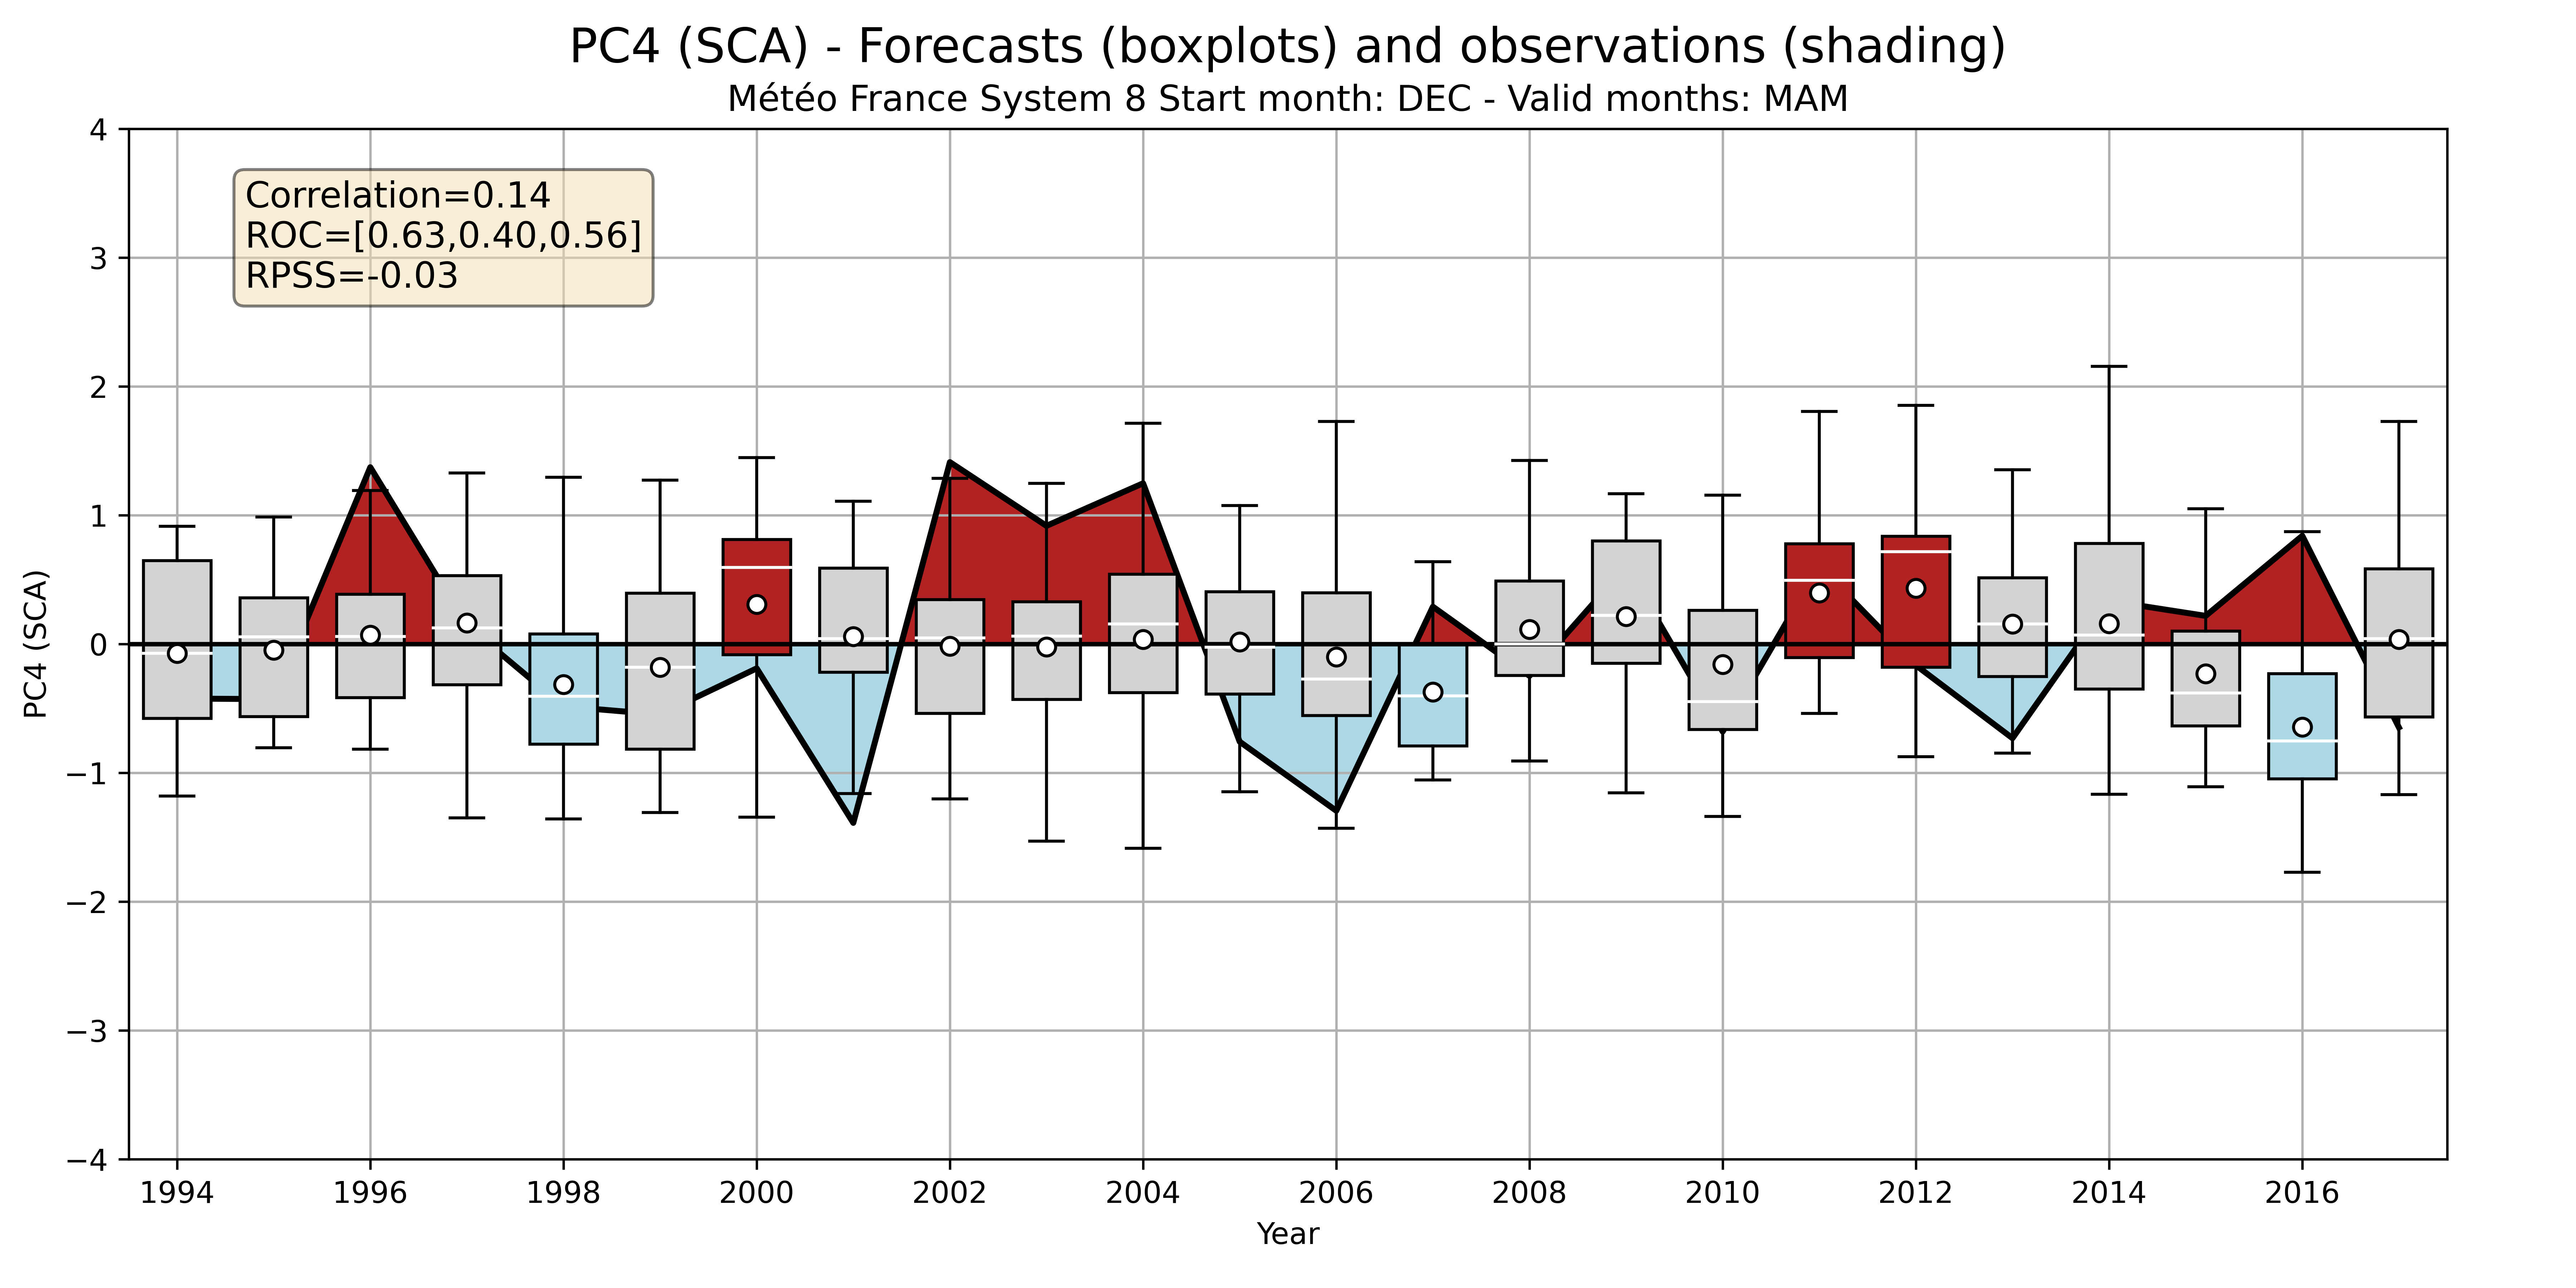 PC4 (SCA) - Forecasts (boxplots) and observations (shading)
Météo France System 8 Start month: DEC - Valid months: MAM
Correlation=0.14
ROC=[0.63,0.40,0.56]
RPSS=-0.03
PC4 (SCA)
4
3
2
1
0
−1
−2
−3
−4
1994 1996 1998 2000 2002 2004 2006 2008 2010 2012 2014 2016
Year